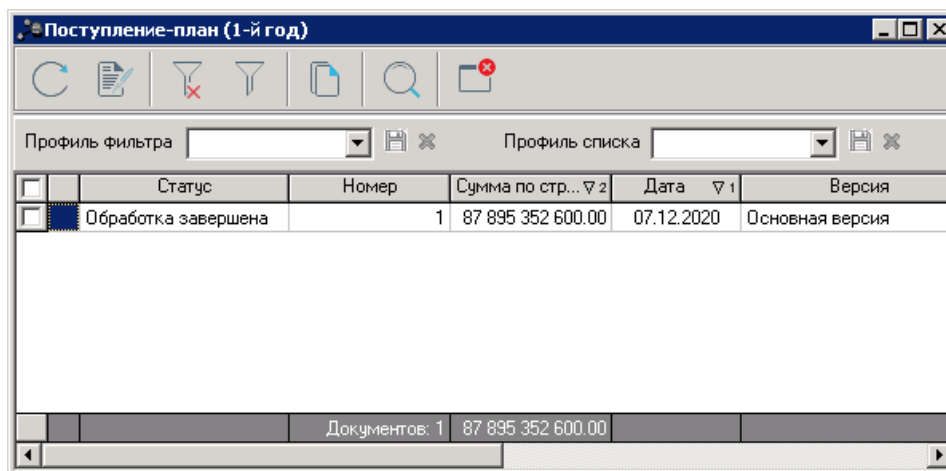 Поступление-план (1-й год)
Профиль фильтра Профиль списка
Статус Номер Сумма по стр... 2 Дата 1 Версия
Обработка завершена 1 87 895 352 600.00 07.12.2020 Основная версия
Документов: 1 87 895 352 600.00